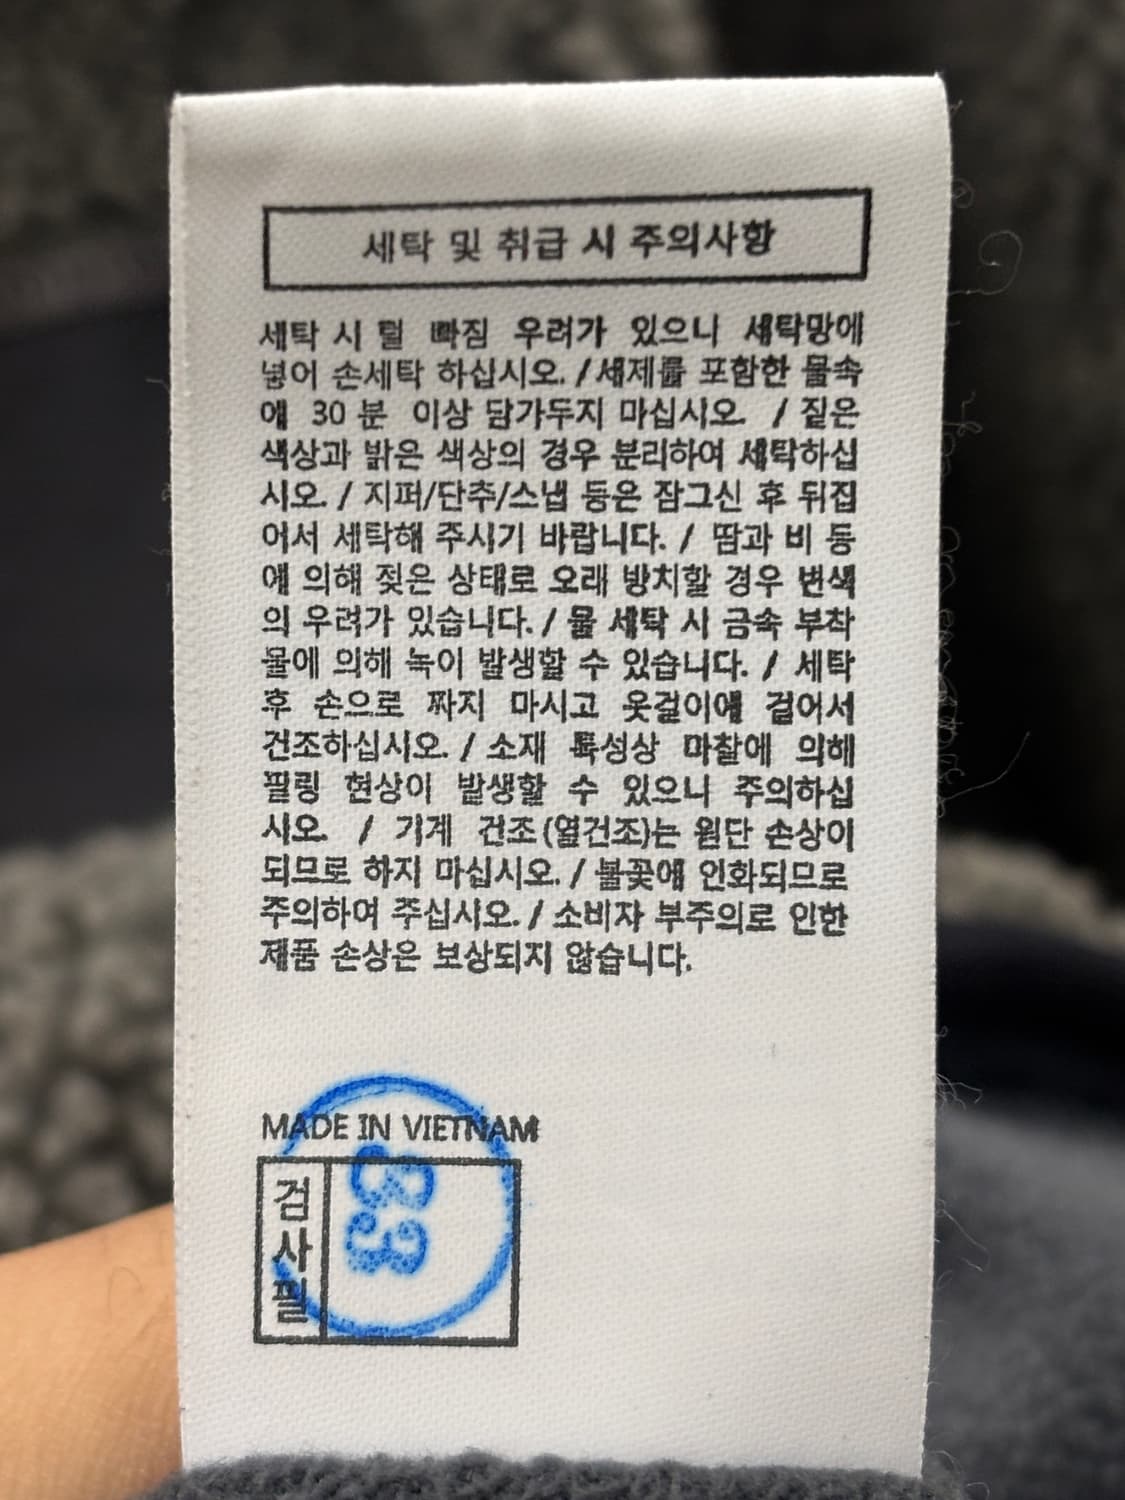 세탁 및 취급 시 주의사항
세탁 시 털 빠짐 우려가 있으니 세탁망에
넣어 손세탁 하십시오. / 세제를 포함한 물속
에 30 분 이상 담가두지 마십시오. / 짙은
색상과 밝은 색상의 경우 분리하여 세탁하십
시오. / 지퍼/단추/스냅 등은 잠그신 후 뒤집
어서 세탁해 주시기 바랍니다. / 땀과 비 등
에 의해 젖은 상태로 오래 방치할 경우 변색
의 우려가 있습니다. / 물 세탁 시 금속 부착
물에 의해 녹이 발생할 수 있습니다. / 세탁
후 손으로 짜지 마시고 옷걸이에 걸어서
건조하십시오. / 소재 특성상 마찰에 의해
필링 현상이 발생할 수 있으니 주의하십
시오. / 기계 건조(열건조)는 원단 손상이
되므로 하지 마십시오. / 불꽃에 인화되므로
주의하여 주십시오. / 소비자 부주의로 인한
제품 손상은 보상되지 않습니다.
MADE IN VIETNAM
검사필